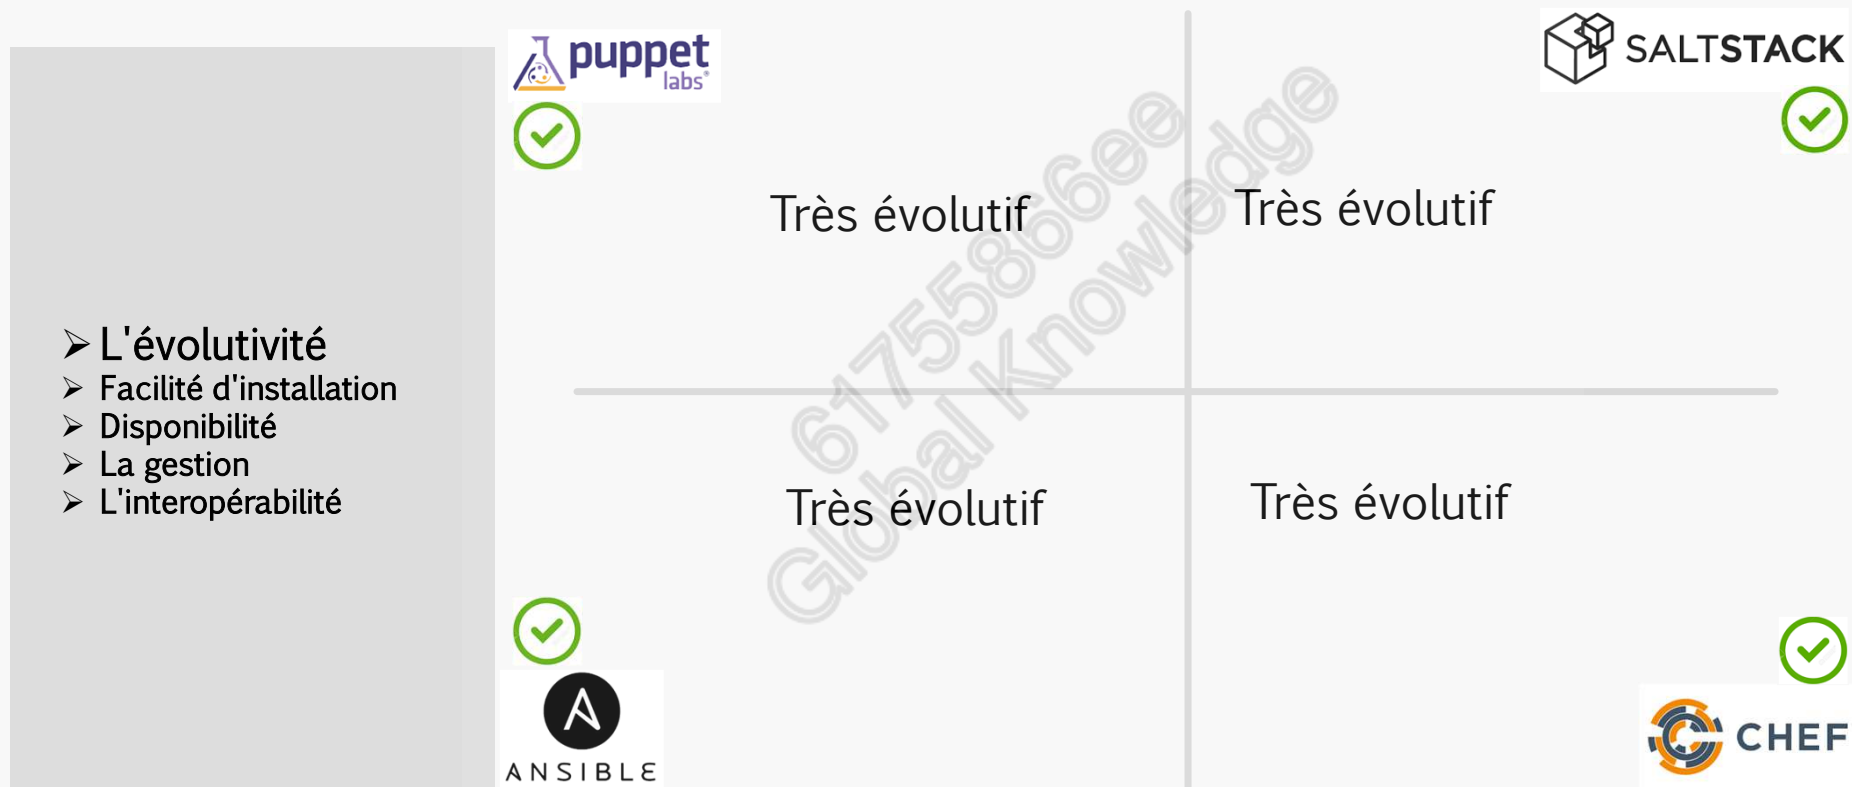 ➢ L'évolutivité
➢ Facilité d'installation
➢ Disponibilité
➢ La gestion
➢ L'interopérabilité
puppet
labs®
SALTSTACK
Très évolutif
Très évolutif
Très évolutif
Très évolutif
ANSIBLE
CHEF
61755866ee
Global Knowledge